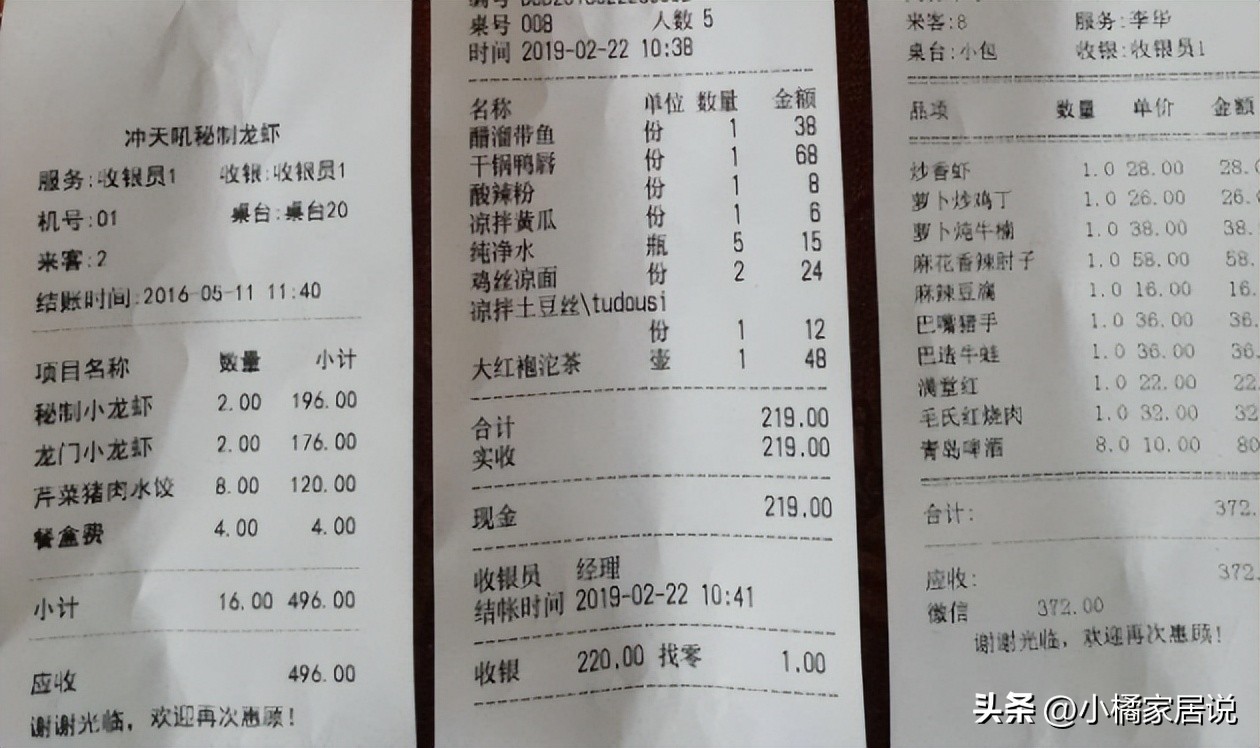 冲天吼秘制龙虾
服务:收银员1 收银:收银员1
机号:01 桌台:桌台20
来客:2
结账时间:2016-05-11 11:40
项目名称 数量 小计
秘制小龙虾 2.00 196.00
龙门小龙虾 2.00 176.00
芹菜猪肉水饺 8.00 120.00
餐盒费 4.00 4.00
小计 16.00 496.00
应收 496.00
谢谢光临，欢迎再次惠顾！
桌号 008 人数 5
时间 2019-02-22 10:38
名称 单位 数量 金额
醋溜带鱼 份 1 38
干锅鸭唇 份 1 68
酸辣粉 份 1 8
凉拌黄瓜 份 1 6
纯净水 瓶 5 15
鸡丝凉面 份 2 24
凉拌土豆丝\tudousi
份 1 12
大红袍沱茶 壶 1 48
合计 219.00
实收 219.00
现金 219.00
收银员 经理
结帐时间 2019-02-22 10:41
收银 220.00 找零 1.00
来客:8 服务:李华
桌台:小包 收银:收银员1
品项 数量 单价 金额
炒香虾 1.0 28.00 28.0
萝卜炒鸡丁 1.0 26.00 26.
萝卜炖牛楠 1.0 38.00 38.
麻花香辣肘子 1.0 58.00 58.
麻辣豆腐 1.0 16.00 16.
巴嘴猪手 1.0 36.00 36.
巴适牛蛙 1.0 36.00 36.
满堂红 1.0 22.00 22.
毛氏红烧肉 1.0 32.00 32
青岛啤酒 8.0 10.00 80
合计: 372.
应收: 372.
微信 372.00
谢谢光临，欢迎再次惠顾！
头条 @小橘家居说